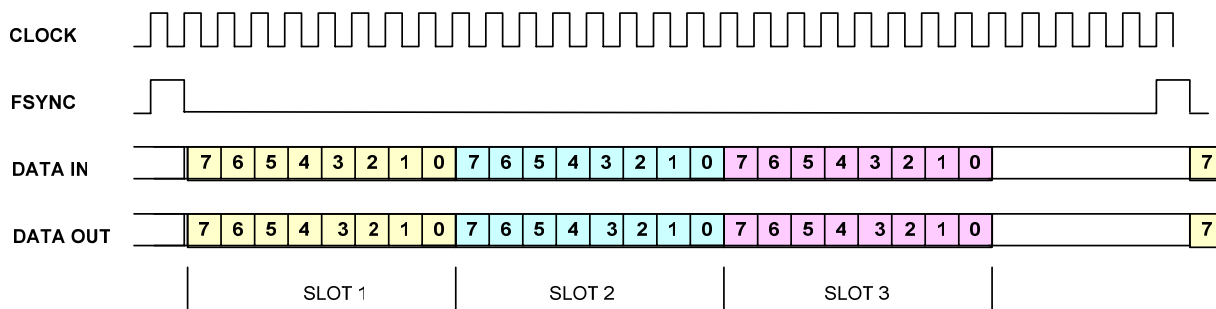 CLOCK
FSYNC
DATA IN 7 6 5 4 3 2 1 0 7 6 5 4 3 2 1 0 7 6 5 4 3 2 1 0 7
DATA OUT 7 6 5 4 3 2 1 0 7 6 5 4 3 2 1 0 7 6 5 4 3 2 1 0 7
SLOT 1 SLOT 2 SLOT 3